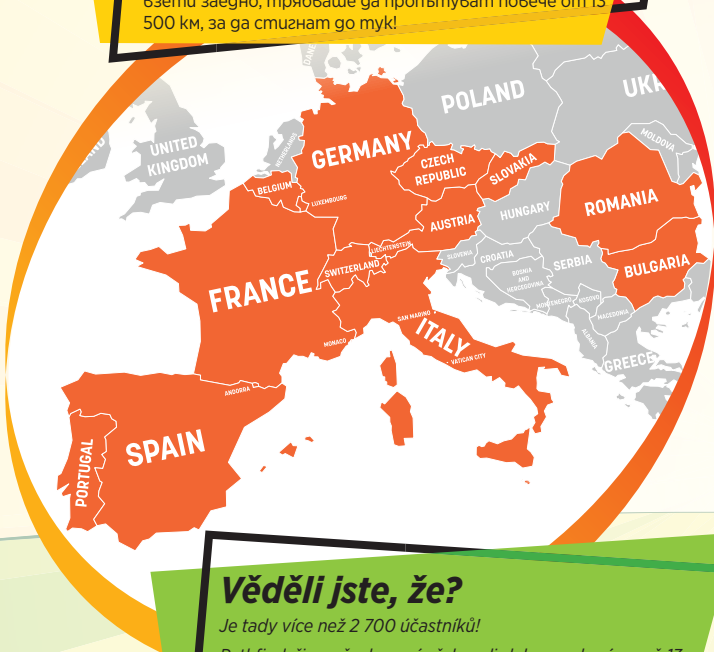 взети заедно, трябваше да пропътуват повече от 13
500 км, за да стигнат до тук!
POLAND
UNITED
KINGDOM
NETHERLANDS
MOLDOVA
GERMANY
CZECH
REPUBLIC
SLOVAKIA
BELGIUM
LUXEMBOURG
ROMANIA
HUNGARY
AUSTRIA
LIECHTENSTEIN
SWITZERLAND
SLOVENIA
CROATIA
SERBIA
BULGARIA
BOSNIA
AND
HERCEGOVINA
FRANCE
MONTENEGRO
KOSOVO
MACEDONIA
SAN MARINO
ITALY
MONACO
VATICAN CITY
ALBANIA
GREECE
ANDORRA
SPAIN
PORTUGAL
Věděli jste, že?
Je tady více než 2 700 účastníků!